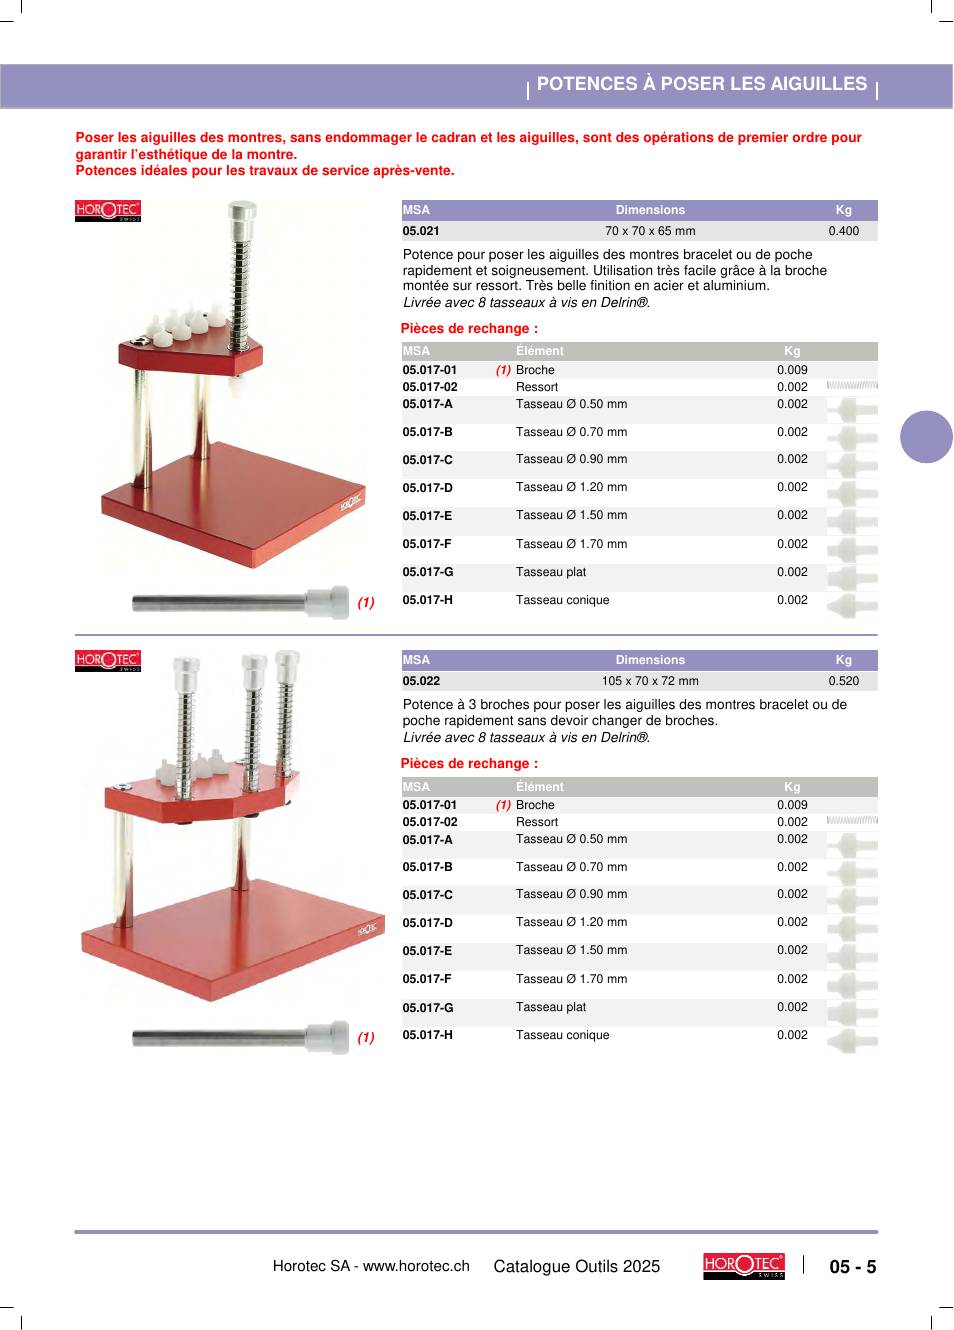 POTENCES À POSER LES AIGUILLES
Poser les aiguilles des montres, sans endommager le cadran et les aiguilles, sont des opérations de premier ordre pour
garantir l'esthétique de la montre.
Potences idéales pour les travaux de service après-vente.
HOROTEC
SWISS
MSA Dimensions Kg
05.021 70 x 70 x 65 mm 0.400
Potence pour poser les aiguilles des montres bracelet ou de poche
rapidement et soigneusement. Utilisation très facile grâce à la broche
montée sur ressort. Très belle finition en acier et aluminium.
Livrée avec 8 tasseaux à vis en Delrin®.
Pièces de rechange :
MSA Élément Kg
05.017-01 (1) Broche 0.009
05.017-02 Ressort 0.002
05.017-A Tasseau Ø 0.50 mm 0.002
05.017-B Tasseau Ø 0.70 mm 0.002
05.017-C Tasseau Ø 0.90 mm 0.002
05.017-D Tasseau Ø 1.20 mm 0.002
05.017-E Tasseau Ø 1.50 mm 0.002
05.017-F Tasseau Ø 1.70 mm 0.002
05.017-G Tasseau plat 0.002
05.017-H Tasseau conique 0.002
HOROTEC
(1)
HOROTEC
SWISS
MSA Dimensions Kg
05.022 105 x 70 x 72 mm 0.520
Potence à 3 broches pour poser les aiguilles des montres bracelet ou de
poche rapidement sans devoir changer de broches.
Livrée avec 8 tasseaux à vis en Delrin®.
Pièces de rechange :
MSA Élément Kg
05.017-01 (1) Broche 0.009
05.017-02 Ressort 0.002
05.017-A Tasseau Ø 0.50 mm 0.002
05.017-B Tasseau Ø 0.70 mm 0.002
05.017-C Tasseau Ø 0.90 mm 0.002
05.017-D Tasseau Ø 1.20 mm 0.002
05.017-E Tasseau Ø 1.50 mm 0.002
05.017-F Tasseau Ø 1.70 mm 0.002
05.017-G Tasseau plat 0.002
05.017-H Tasseau conique 0.002
HOROTEC
(1)
Horotec SA - www.horotec.ch Catalogue Outils 2025 HOROTEC SWISS 05 - 5